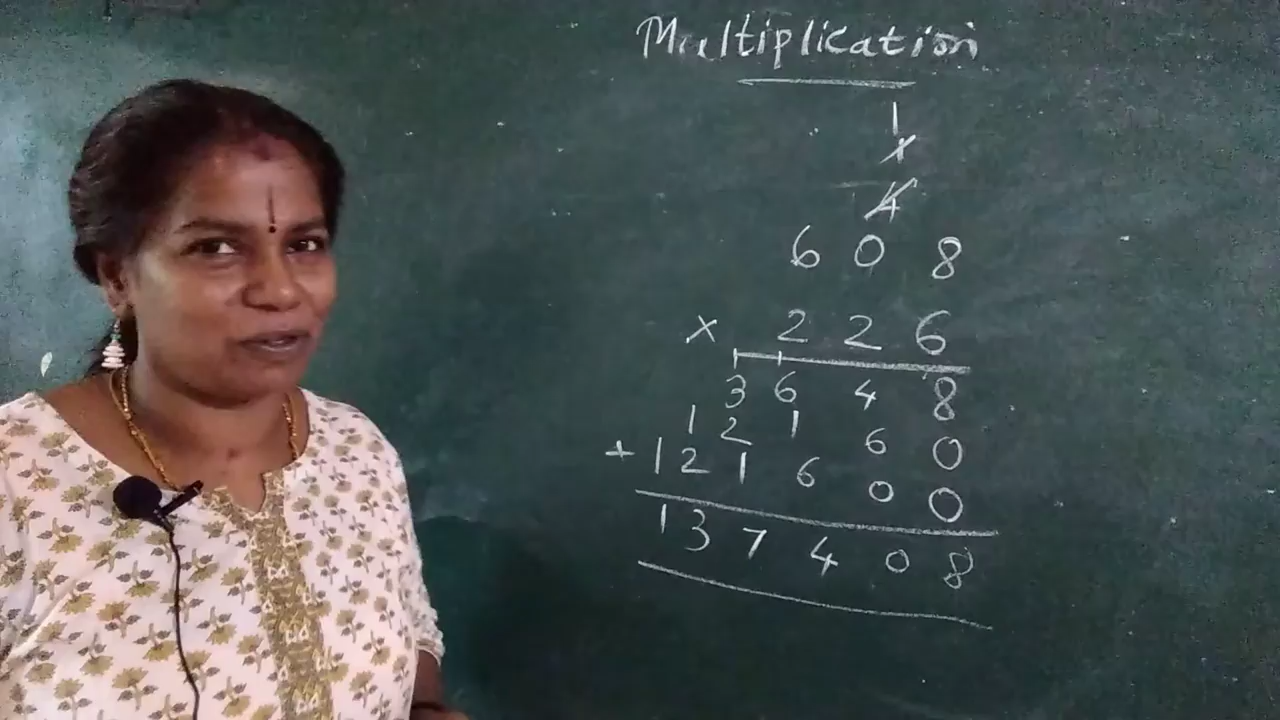 Multiplication
1
1
4
6 0 8
x 2 2 6
3 6 4 8
1 2 1 6 0
+ 1 2 1 6 0 0
1 3 7 4 0 8